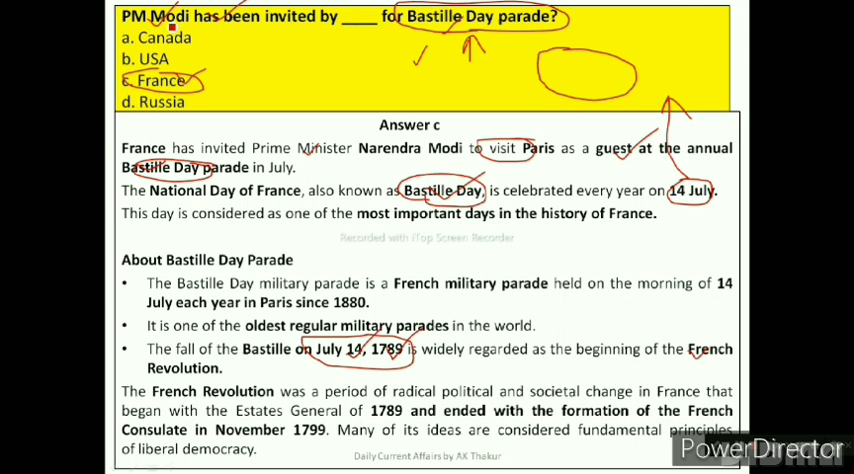 PM Modi has been invited by ____ for Bastille Day parade?
a. Canada
b. USA
c. France
d. Russia
Answer c
France has invited Prime Minister Narendra Modi to visit Paris as a guest at the annual
Bastille Day parade in July.
The National Day of France, also known as Bastille Day, is celebrated every year on 14 July.
This day is considered as one of the most important days in the history of France.
Recorded with iTop Screen Recorder
About Bastille Day Parade
• The Bastille Day military parade is a French military parade held on the morning of 14
July each year in Paris since 1880.
• It is one of the oldest regular military parades in the world.
• The fall of the Bastille on July 14, 1789 is widely regarded as the beginning of the French
Revolution.
The French Revolution was a period of radical political and societal change in France that
began with the Estates General of 1789 and ended with the formation of the French
Consulate in November 1799. Many of its ideas are considered fundamental principles
of liberal democracy.
PowerDirector
Daily Current Affairs by AK Thakur